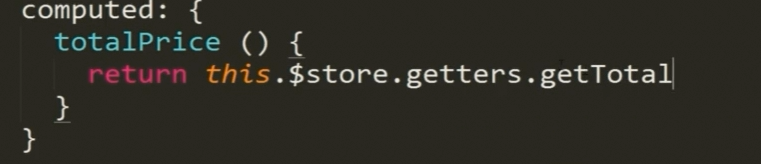 computed: {
totalPrice () {
return this.$store.getters.getTotal
}
}